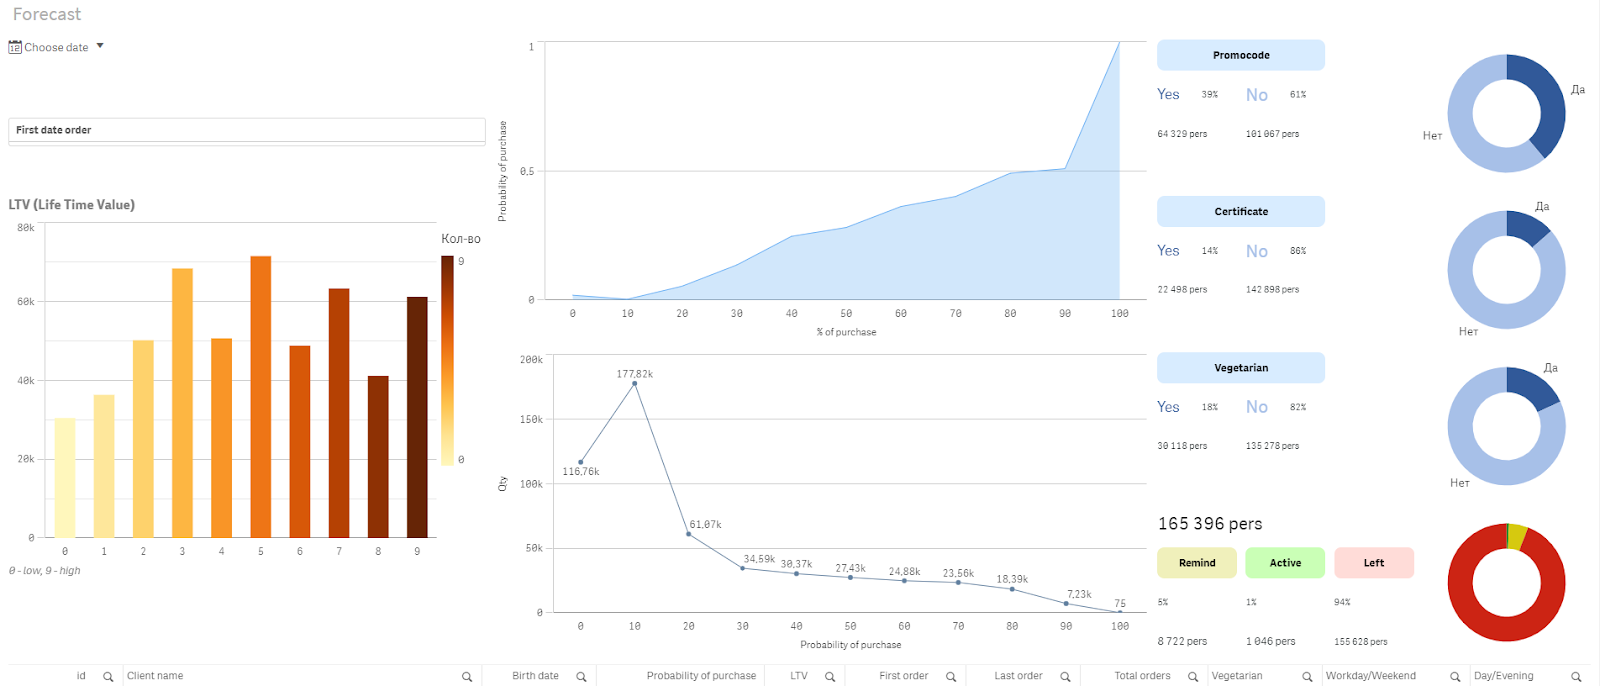 Forecast
12 Choose date
First date order
LTV (Life Time Value)
80k
60k
40k
20k
0
0 1 2 3 4 5 6 7 8 9
0 - low, 9 - high
Кол-во
9
0
Probability of purchase
1
0.5
0
0 10 20 30 40 50 60 70 80 90 100
% of purchase
Qty
200k
150k
100k
50k
0
116,76k
177,82k
61,07k
34,59k
30,37k
27,43k
24,88k
23,56k
18,39k
7,23k
75
0 10 20 30 40 50 60 70 80 90 100
Probability of purchase
Promocode
Yes 39% No 61%
64 329 pers 101 067 pers
Да
Нет
Certificate
Yes 14% No 86%
22 498 pers 142 898 pers
Да
Нет
Vegetarian
Yes 18% No 82%
30 118 pers 135 278 pers
Да
Нет
165 396 pers
Remind Active Left
5% 1% 94%
8 722 pers 1 046 pers 155 628 pers
id Client name Birth date Probability of purchase LTV First order Last order Total orders Vegetarian Workday/Weekend Day/Evening